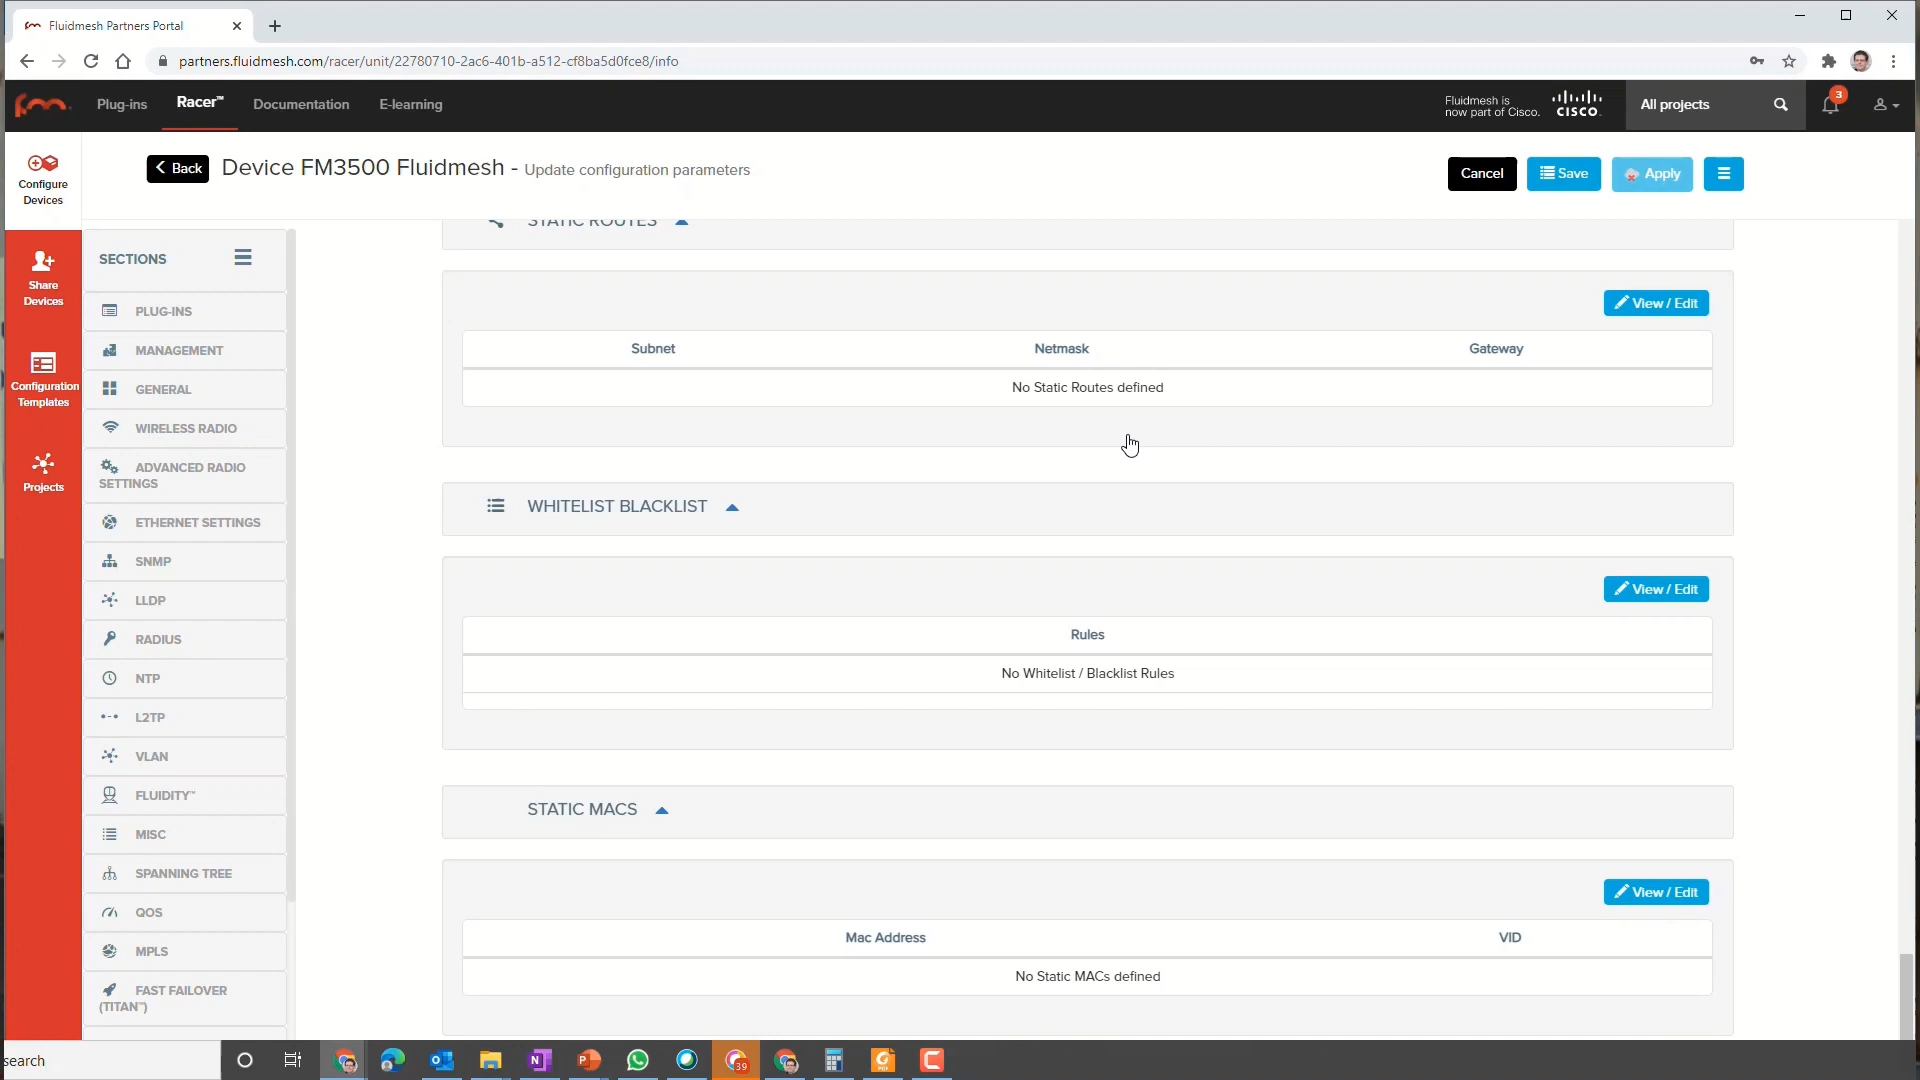 Fluidmesh Partners Portal
partners.fluidmesh.com/racer/unit/22780710-2ac6-401b-a512-cf8ba5d0fce8/info
Plug-ins
Racer™
Documentation
E-learning
Fluidmesh is
now part of Cisco.
CISCO
All projects
3
Configure
Devices
Back
Device FM3500 Fluidmesh - Update configuration parameters
Cancel
Save
Apply
Share
Devices
Configuration
Templates
Projects
SECTIONS
PLUG-INS
MANAGEMENT
GENERAL
WIRELESS RADIO
ADVANCED RADIO
SETTINGS
ETHERNET SETTINGS
SNMP
LLDP
RADIUS
NTP
L2TP
VLAN
FLUIDITY™
MISC
SPANNING TREE
QOS
MPLS
FAST FAILOVER
(TITAN™)
STATIC ROUTES
View / Edit
Subnet
Netmask
Gateway
No Static Routes defined
WHITELIST BLACKLIST
View / Edit
Rules
No Whitelist / Blacklist Rules
STATIC MACS
View / Edit
Mac Address
VID
No Static MACs defined
search
39